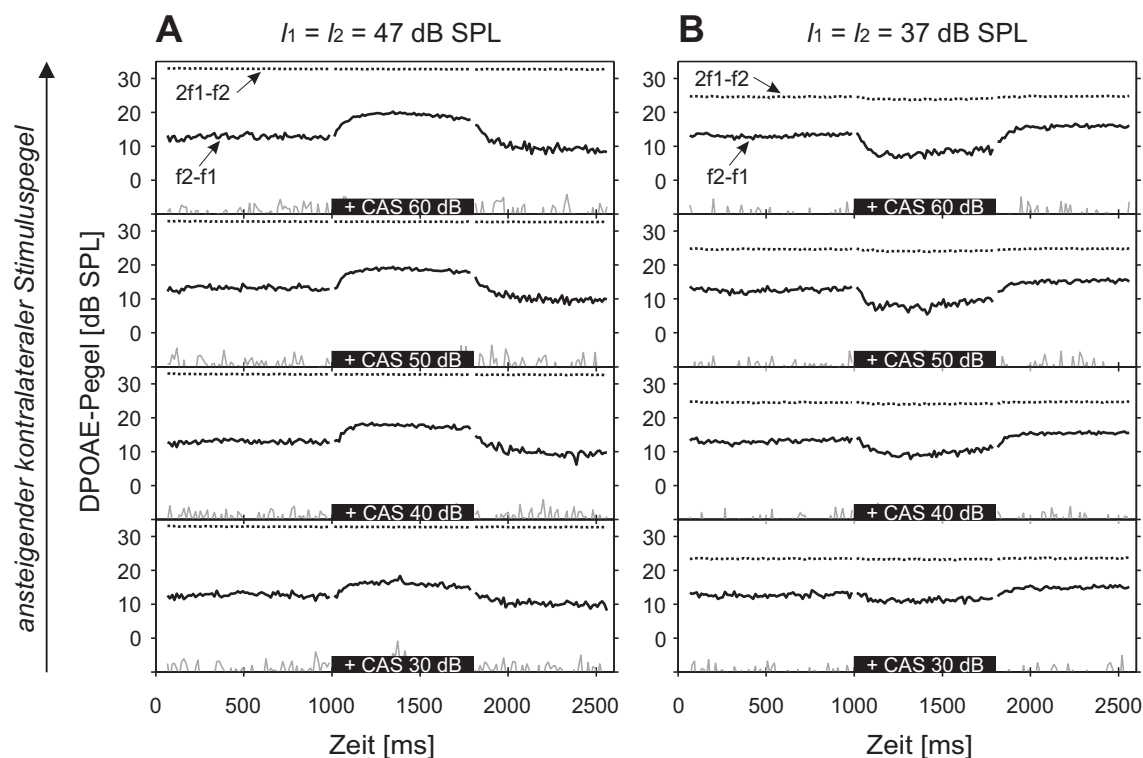 A
l1 = l2 = 47 dB SPL
B
l1 = l2 = 37 dB SPL
ansteigender kontralateraler Stimuluspegel
DPOAE-Pegel [dB SPL]
30
20
10
0
2f1-f2
f2-f1
+ CAS 60 dB
30
20
10
0
2f1-f2
f2-f1
+ CAS 60 dB
30
20
10
0
+ CAS 50 dB
30
20
10
0
+ CAS 50 dB
30
20
10
0
+ CAS 40 dB
30
20
10
0
+ CAS 40 dB
30
20
10
0
+ CAS 30 dB
30
20
10
0
+ CAS 30 dB
0 500 1000 1500 2000 2500
0 500 1000 1500 2000 2500
Zeit [ms]
Zeit [ms]